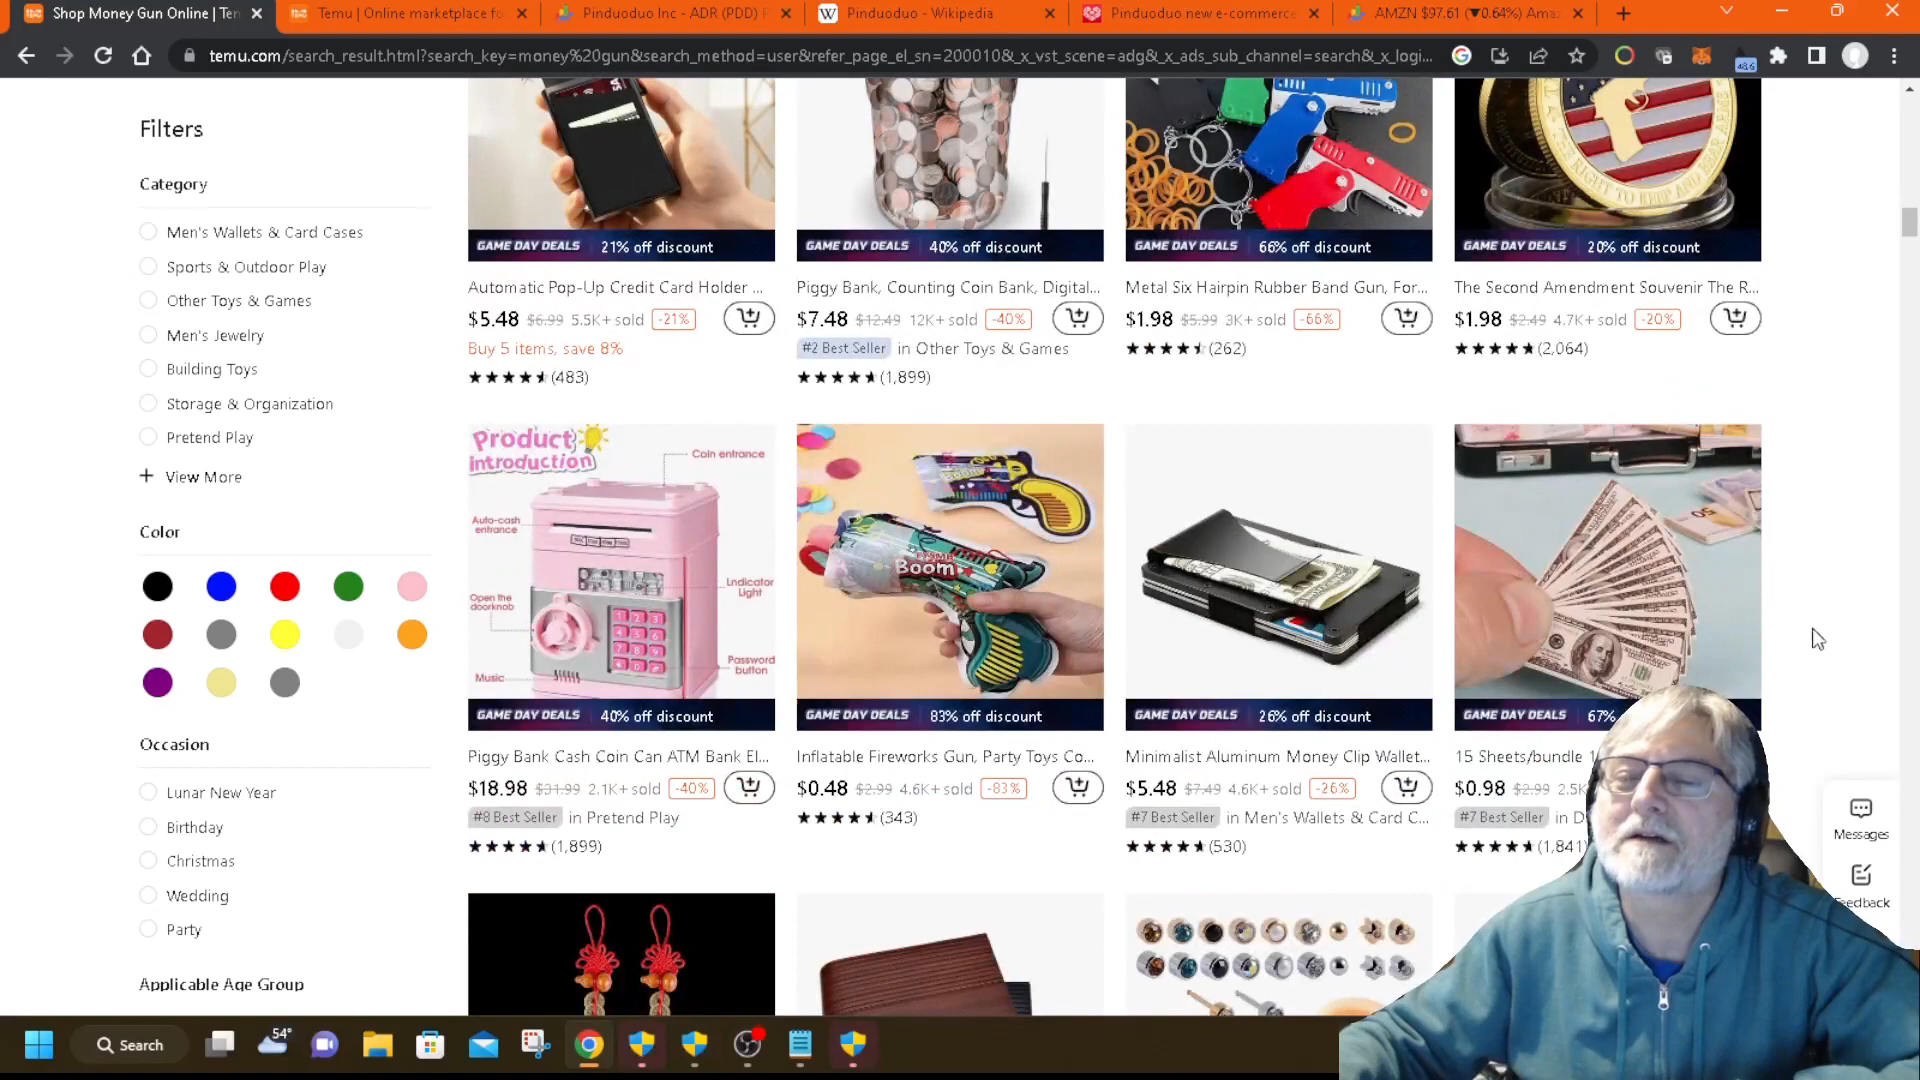 Shop Money Gun Online | Tem
Temu | Online marketplace fo
Pinduoduo Inc - ADR (PDD) P
Pinduoduo - Wikipedia
Pinduoduo new e-commerce
AMZN $97.61 (▼0.64%) Ama
temu.com/search_result.html?search_key=money%20gun&search_method=user&refer_page_el_sn=200010&_x_vst_scene=adg&_x_ads_sub_channel=search&_x_logi...
48.6
Filters
Category
Men's Wallets & Card Cases
Sports & Outdoor Play
Other Toys & Games
Men's Jewelry
Building Toys
Storage & Organization
Pretend Play
+ View More
Color
Occasion
Lunar New Year
Birthday
Christmas
Wedding
Party
Applicable Age Group
GAME DAY DEALS 21% off discount
Automatic Pop-Up Credit Card Holder ...
$5.48 $6.99 5.5K+ sold -21%
Buy 5 items, save 8%
(483)
GAME DAY DEALS 40% off discount
Piggy Bank, Counting Coin Bank, Digital...
$7.48 $12.49 12K+ sold -40%
#2 Best Seller in Other Toys & Games
(1,899)
GAME DAY DEALS 66% off discount
Metal Six Hairpin Rubber Band Gun, For...
$1.98 $5.99 3K+ sold -66%
(262)
GAME DAY DEALS 20% off discount
The Second Amendment Souvenir The R...
$1.98 $2.49 4.7K+ sold -20%
(2,064)
Product
introduction
Coin entrance
Auto-cash
entrance
Lndicator
Light
Open the
doorknob
Password
button
Music
GAME DAY DEALS 40% off discount
Piggy Bank Cash Coin Can ATM Bank El...
$18.98 $31.99 2.1K+ sold -40%
#8 Best Seller in Pretend Play
(1,899)
Boom
GAME DAY DEALS 83% off discount
Inflatable Fireworks Gun, Party Toys Co...
$0.48 $2.99 4.6K+ sold -83%
(343)
GAME DAY DEALS 26% off discount
Minimalist Aluminum Money Clip Wallet...
$5.48 $7.49 4.6K+ sold -26%
#7 Best Seller in Men's Wallets & Card C...
(530)
GAME DAY DEALS 67%
15 Sheets/bundle 1
$0.98 $2.99 2.5K
#7 Best Seller in D
(1,841)
Messages
Feedback
54°
Search